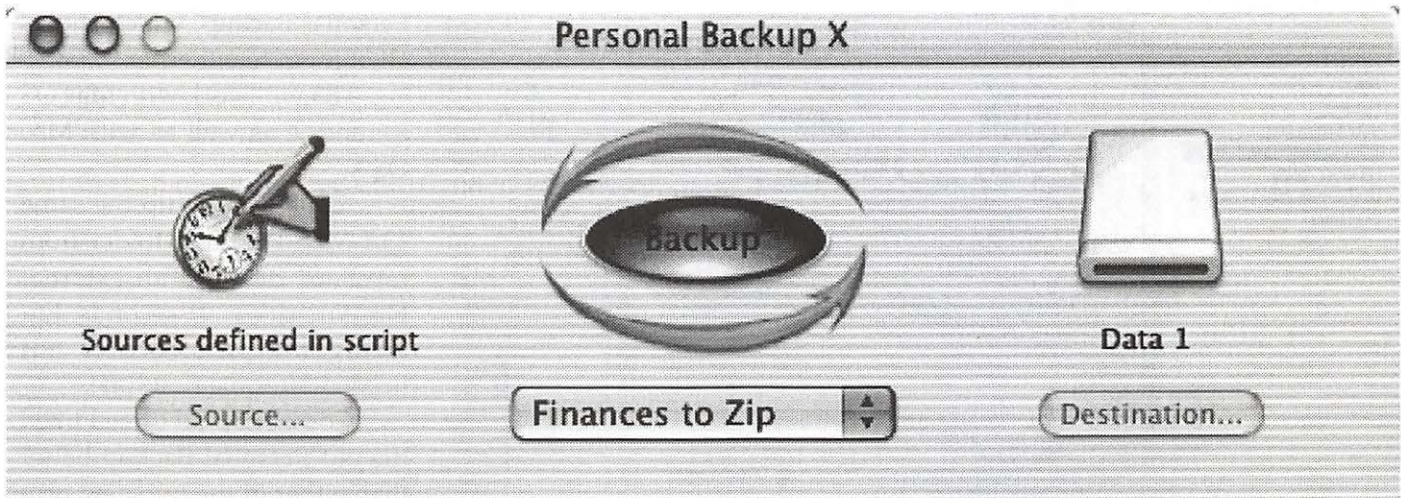 Personal Backup X
Backup
Sources defined in script
Data 1
Source...
Finances to Zip
Destination...